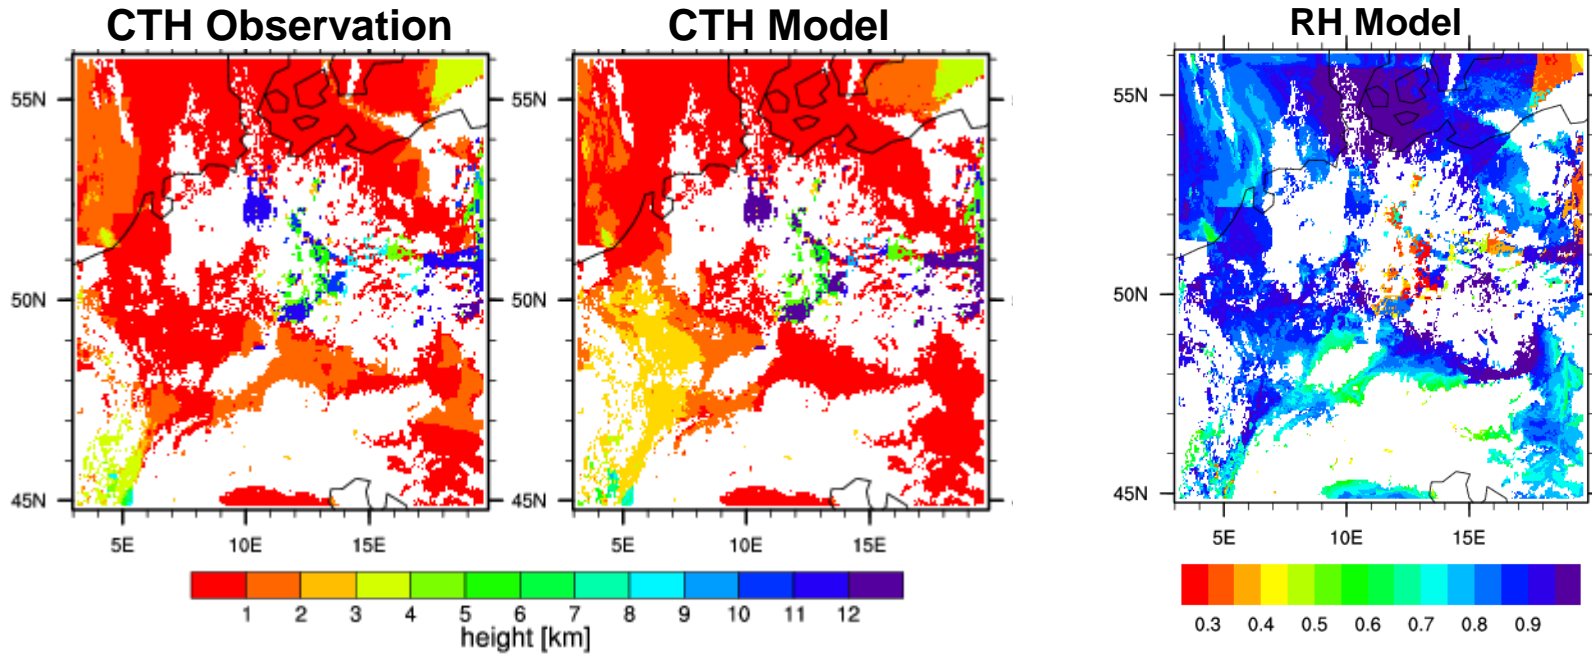 CTH Observation
CTH Model
RH Model
55N
50N
45N
5E 10E 15E
50N
45N
5E 10E 15E
55N
50N
45N
5E 10E 15E
1 2 3 4 5 6 7 8 9 10 11 12
height [km]
0.3 0.4 0.5 0.6 0.7 0.8 0.9